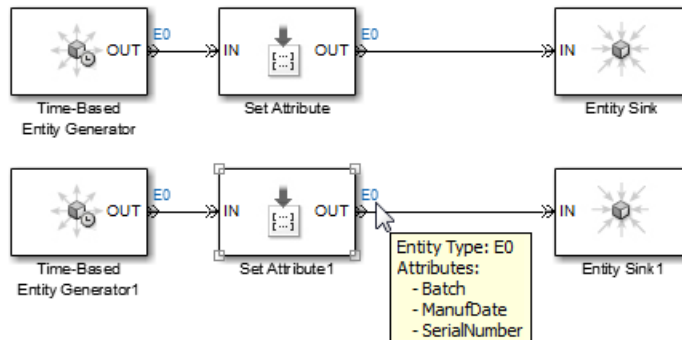 E0 E0
OUT IN OUT IN
Time-Based
Entity Generator
Set Attribute
Entity Sink
E0 E0
OUT IN OUT IN
Time-Based
Entity Generator1
Set Attribute1
Entity Sink1
Entity Type: E0
Attributes:
- Batch
- ManufDate
- SerialNumber